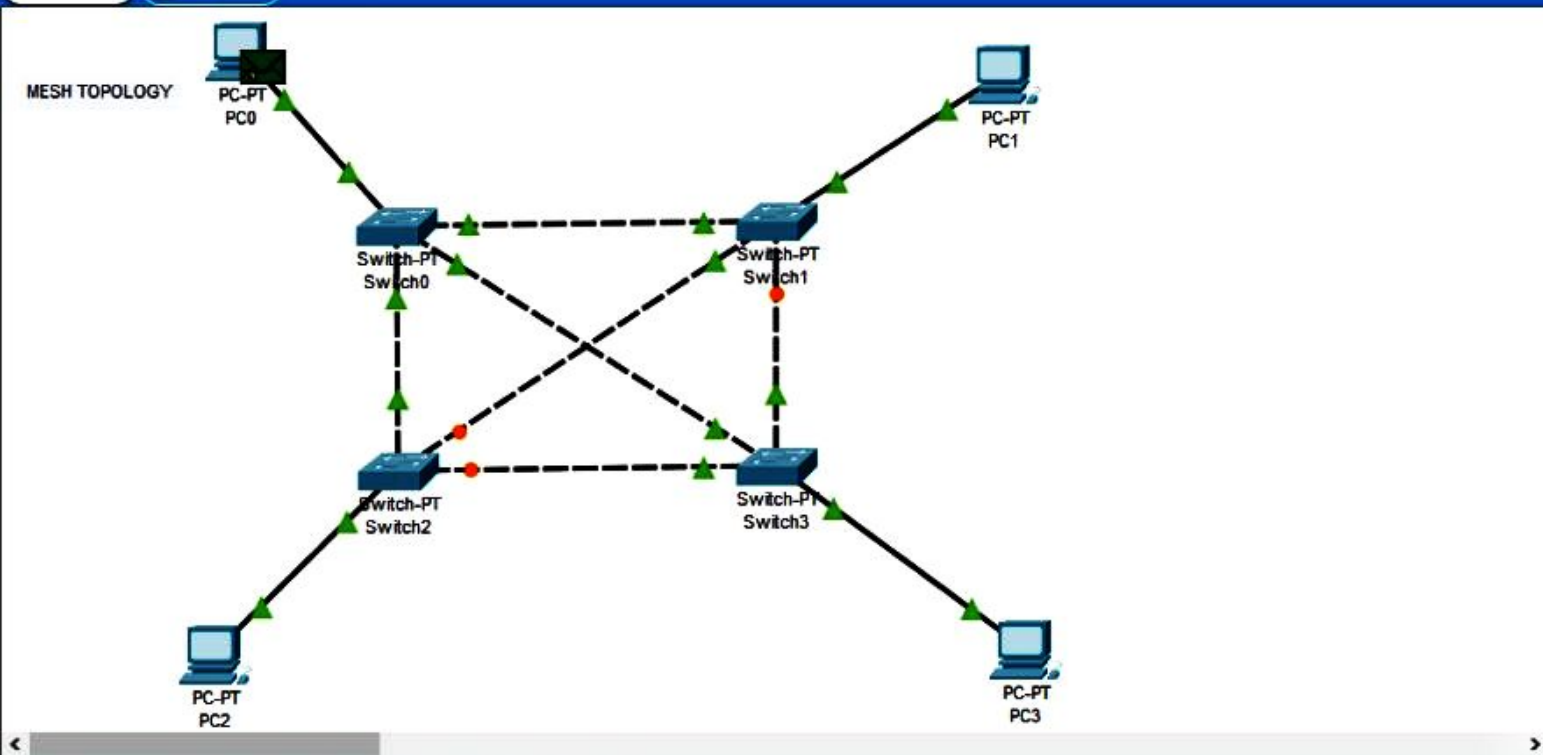 MESH TOPOLOGY
PC-PT
PC0
PC-PT
PC1
Switch-PT
Switch0
Switch-PT
Switch1
Switch-PT
Switch2
Switch-PT
Switch3
PC-PT
PC2
PC-PT
PC3